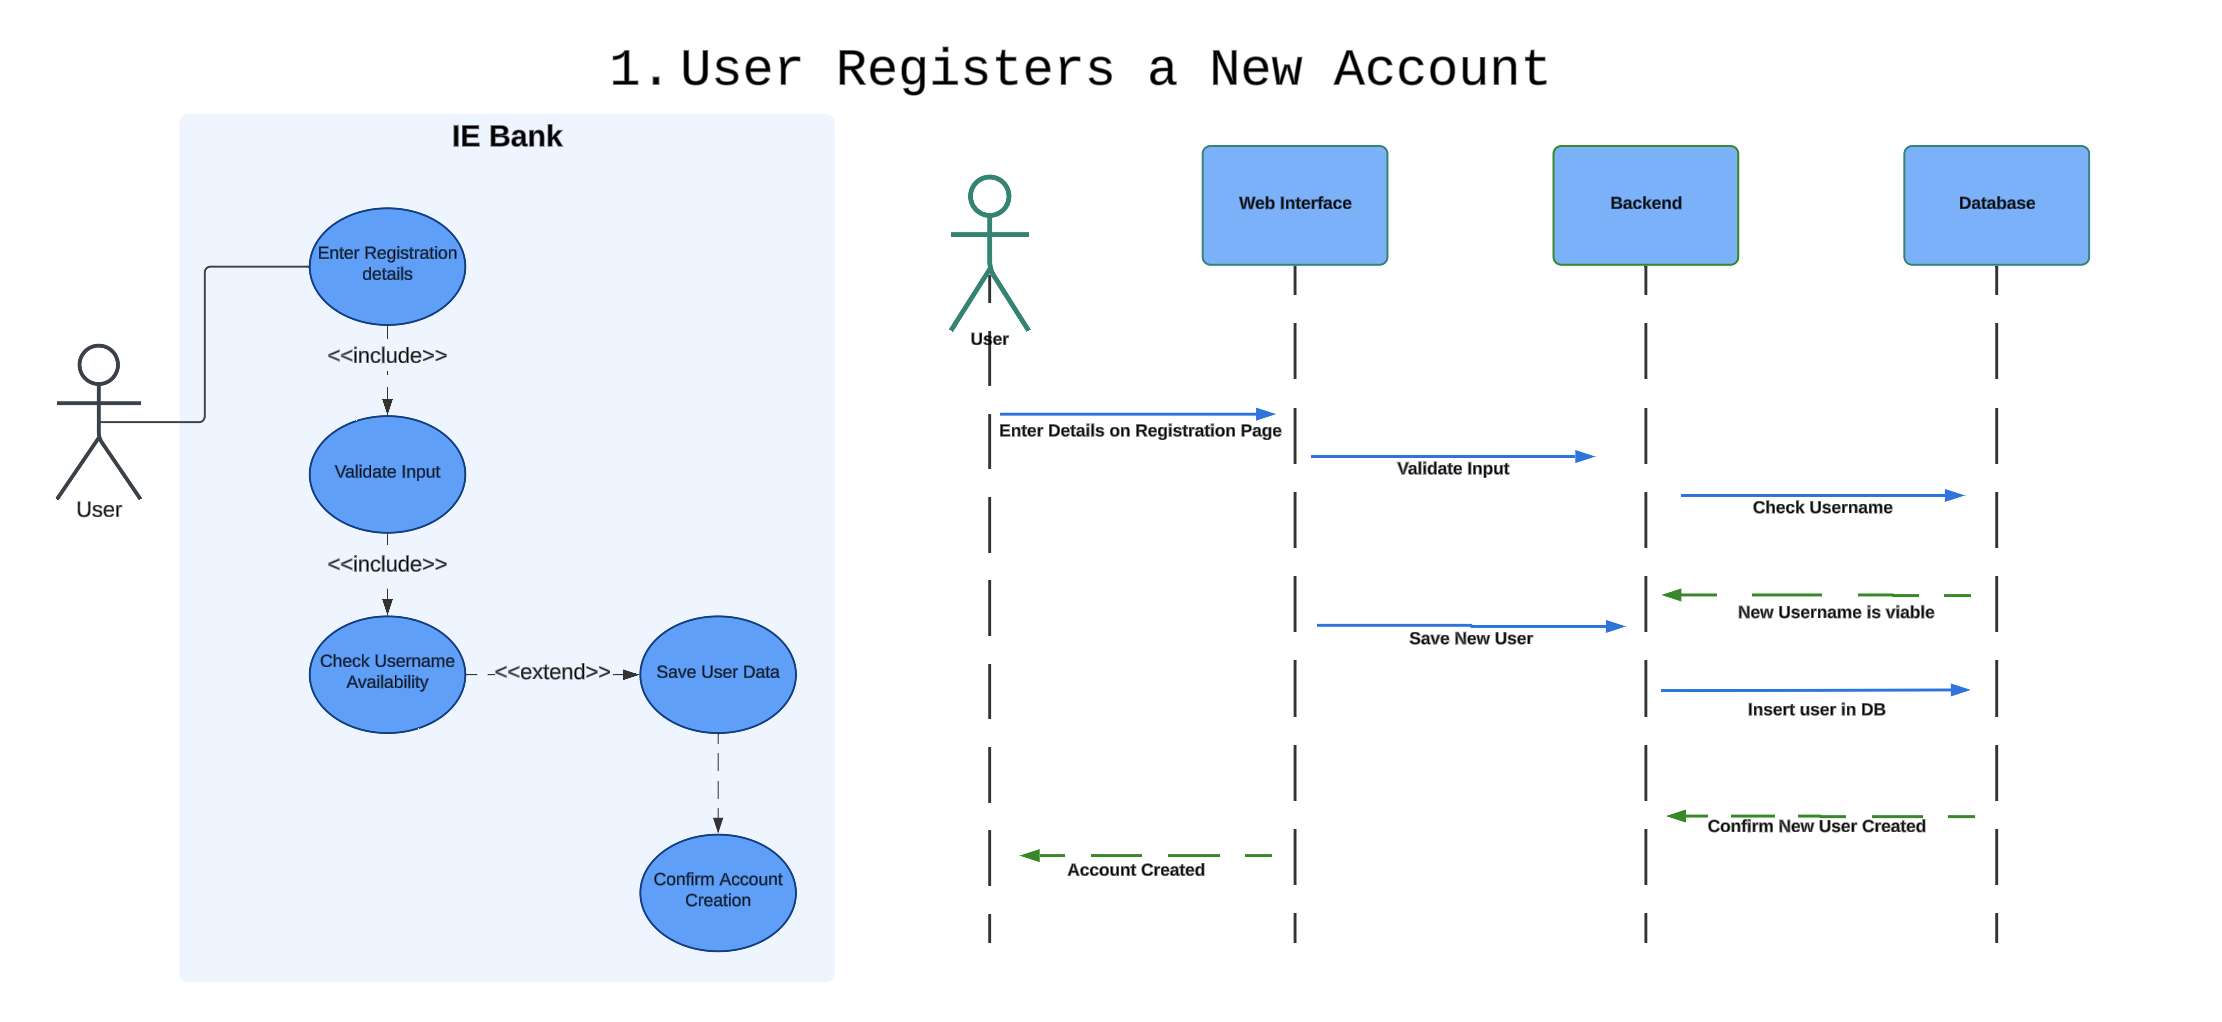 1. User Registers a New Account
IE Bank
Enter Registration
details
<<include>>
Validate Input
<<include>>
Check Username
Availability
<<extend>>
Save User Data
Confirm Account
Creation
User
User
Web Interface
Backend
Database
Enter Details on Registration Page
Validate Input
Check Username
New Username is viable
Save New User
Insert user in DB
Confirm New User Created
Account Created